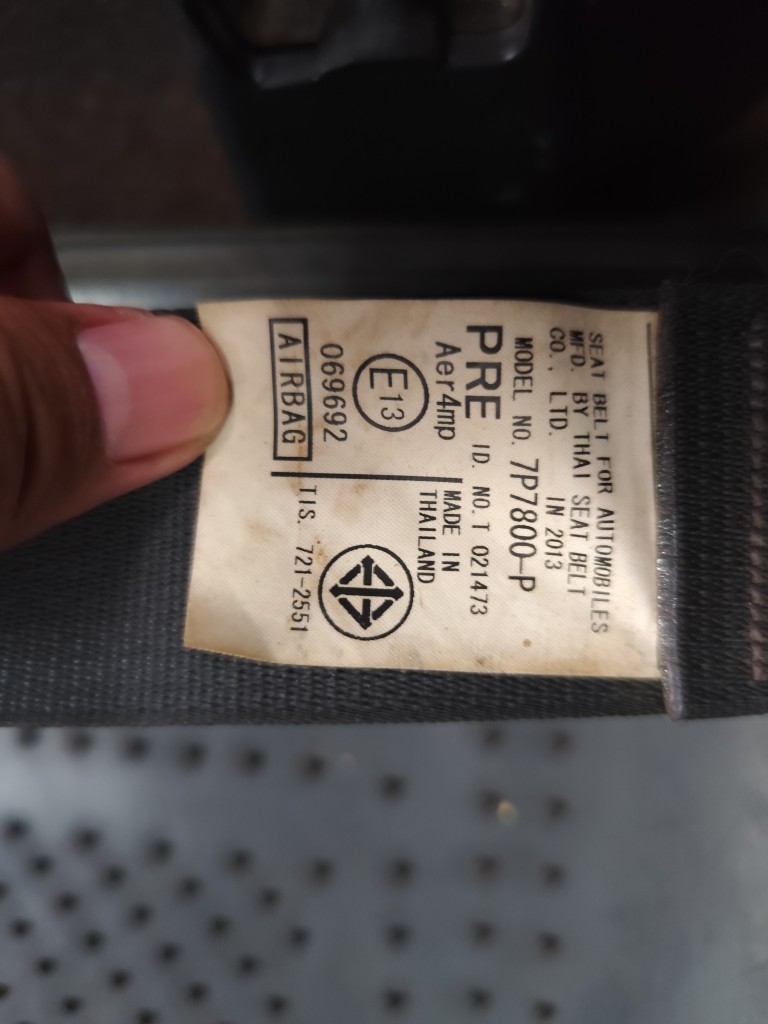 SEAT BELT FOR AUTOMOBILES
MFD. BY THAI SEAT BELT
CO., LTD. IN 2013
MODEL NO. 7P7800-P
PRE ID. NO. T 021473
Aer4mp
MADE IN
THAILAND
E13
069692
AIRBAG
TIS. 721-2551